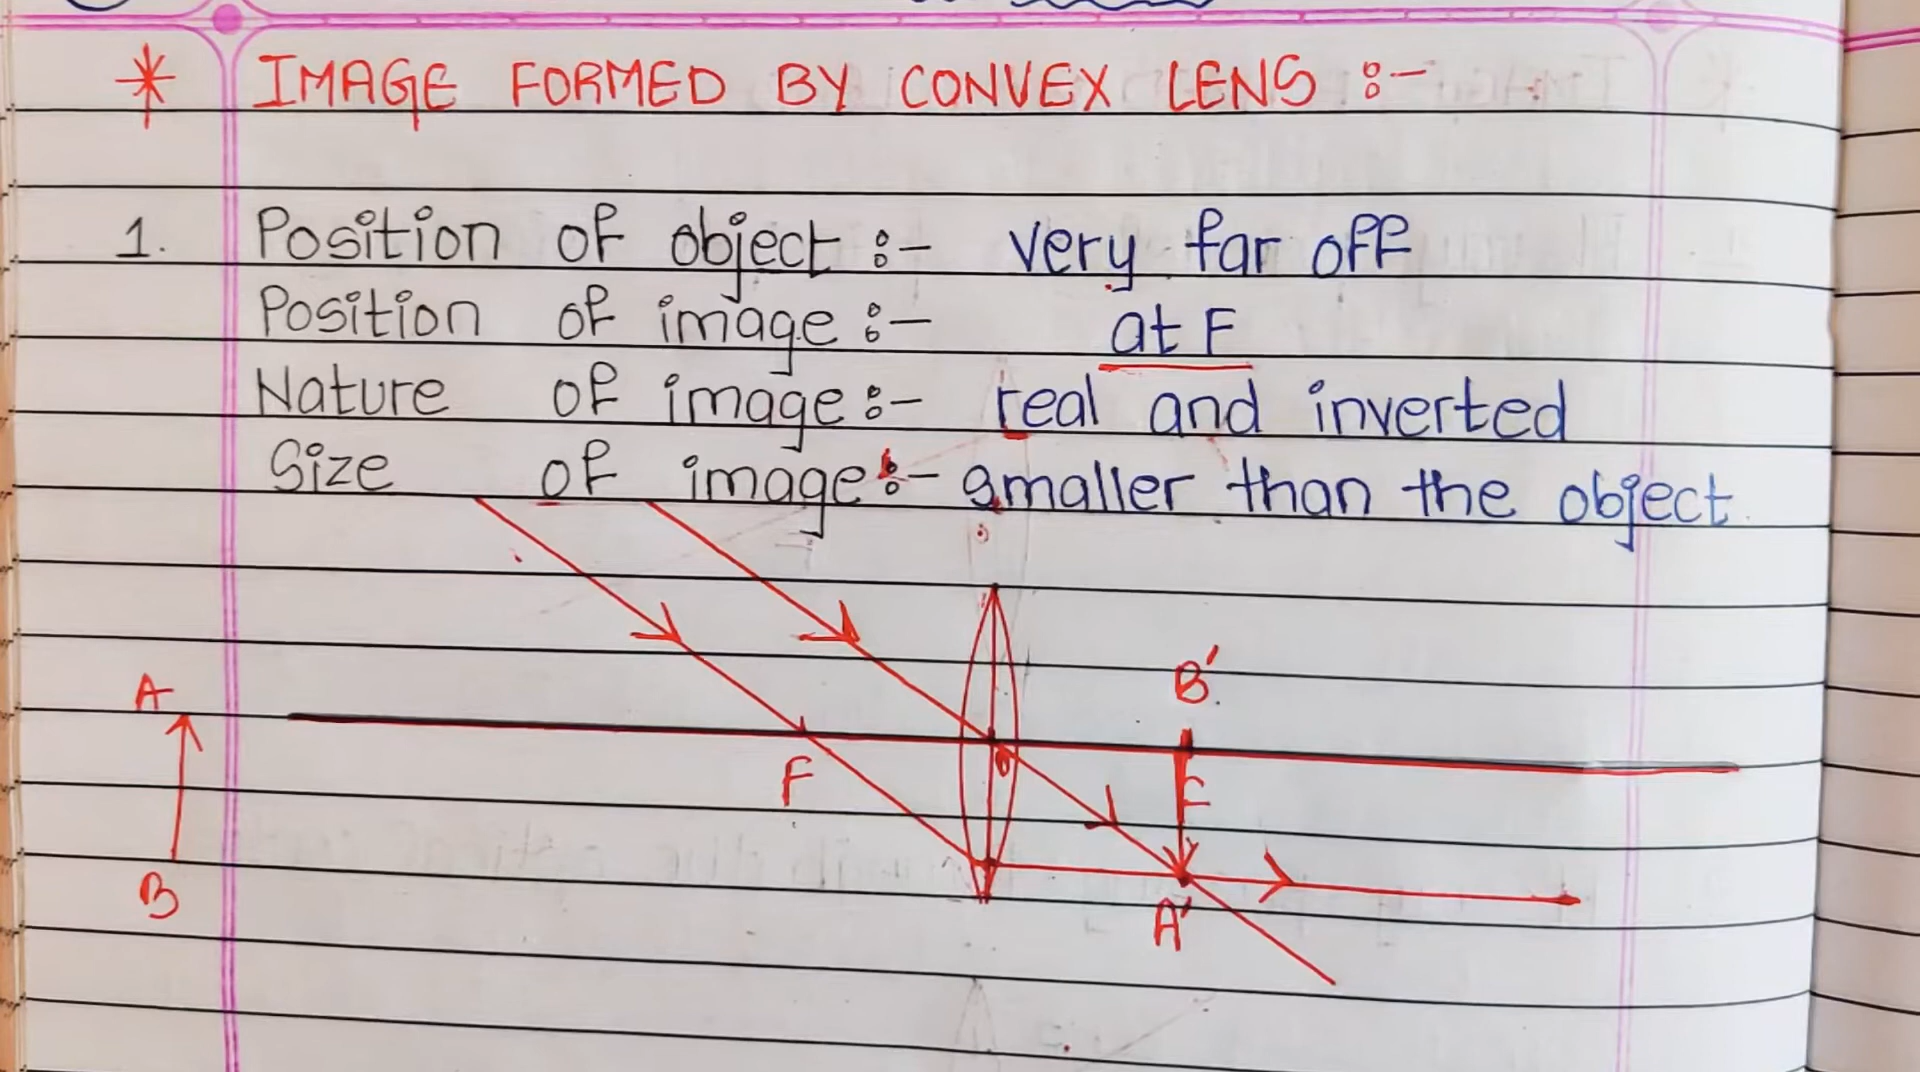 * IMAGE FORMED BY CONVEX LENS :-
1. Position of object :- very far off
Position of image :- at F
Nature of image :- real and inverted
Size of image :- smaller than the object.
A
B'
F
O
F
B
A'